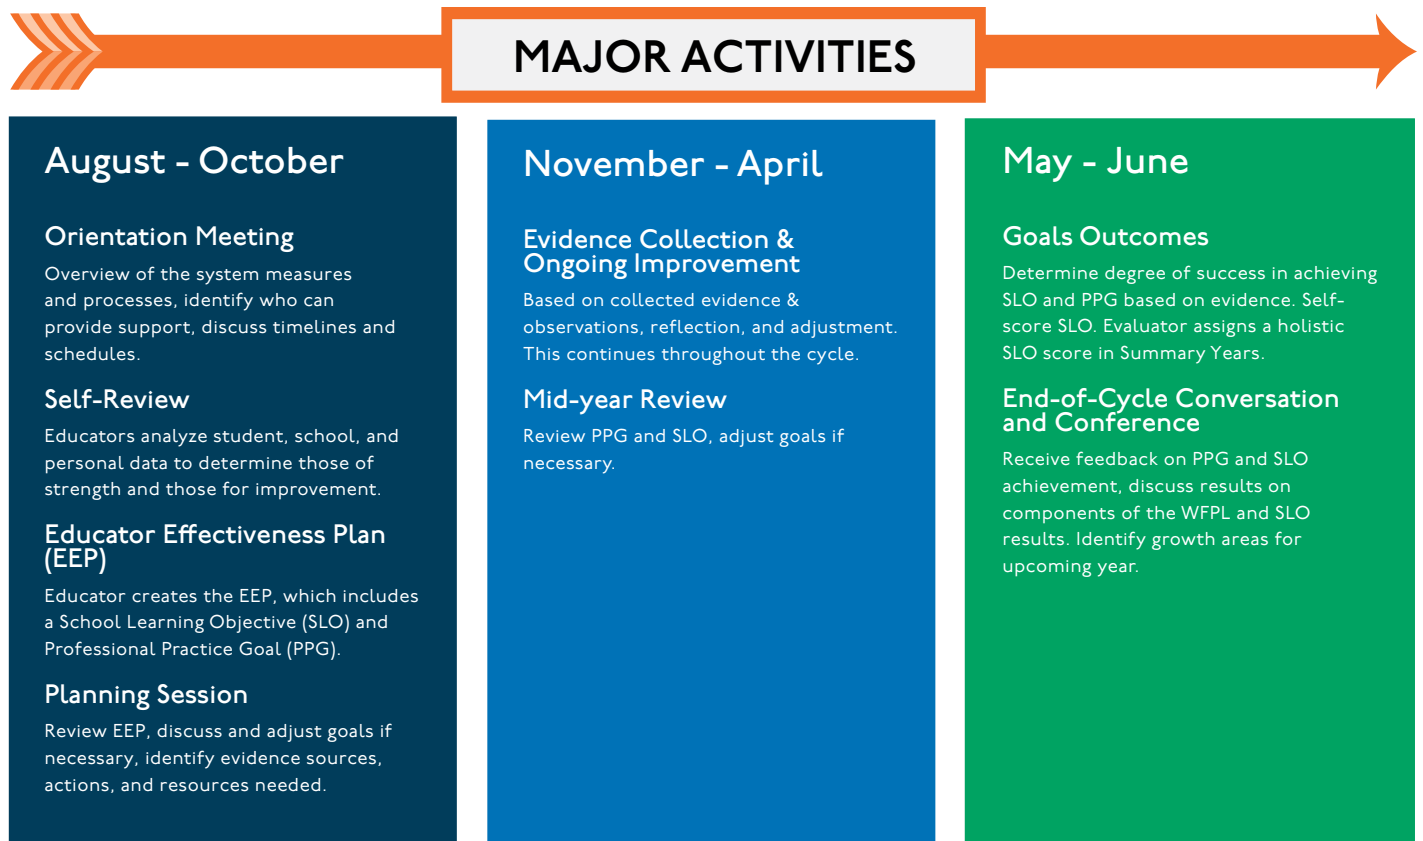 MAJOR ACTIVITIES
August - October
Orientation Meeting
Overview of the system measures
and processes, identify who can
provide support, discuss timelines and
schedules.
Self-Review
Educators analyze student, school, and
personal data to determine those of
strength and those for improvement.
Educator Effectiveness Plan
(EEP)
Educator creates the EEP, which includes
a School Learning Objective (SLO) and
Professional Practice Goal (PPG).
Planning Session
Review EEP, discuss and adjust goals if
necessary, identify evidence sources,
actions, and resources needed.
November - April
Evidence Collection &
Ongoing Improvement
Based on collected evidence &
observations, reflection, and adjustment.
This continues throughout the cycle.
Mid-year Review
Review PPG and SLO, adjust goals if
necessary.
May - June
Goals Outcomes
Determine degree of success in achieving
SLO and PPG based on evidence. Self-
score SLO. Evaluator assigns a holistic
SLO score in Summary Years.
End-of-Cycle Conversation
and Conference
Receive feedback on PPG and SLO
achievement, discuss results on
components of the WFPL and SLO
results. Identify growth areas for
upcoming year.